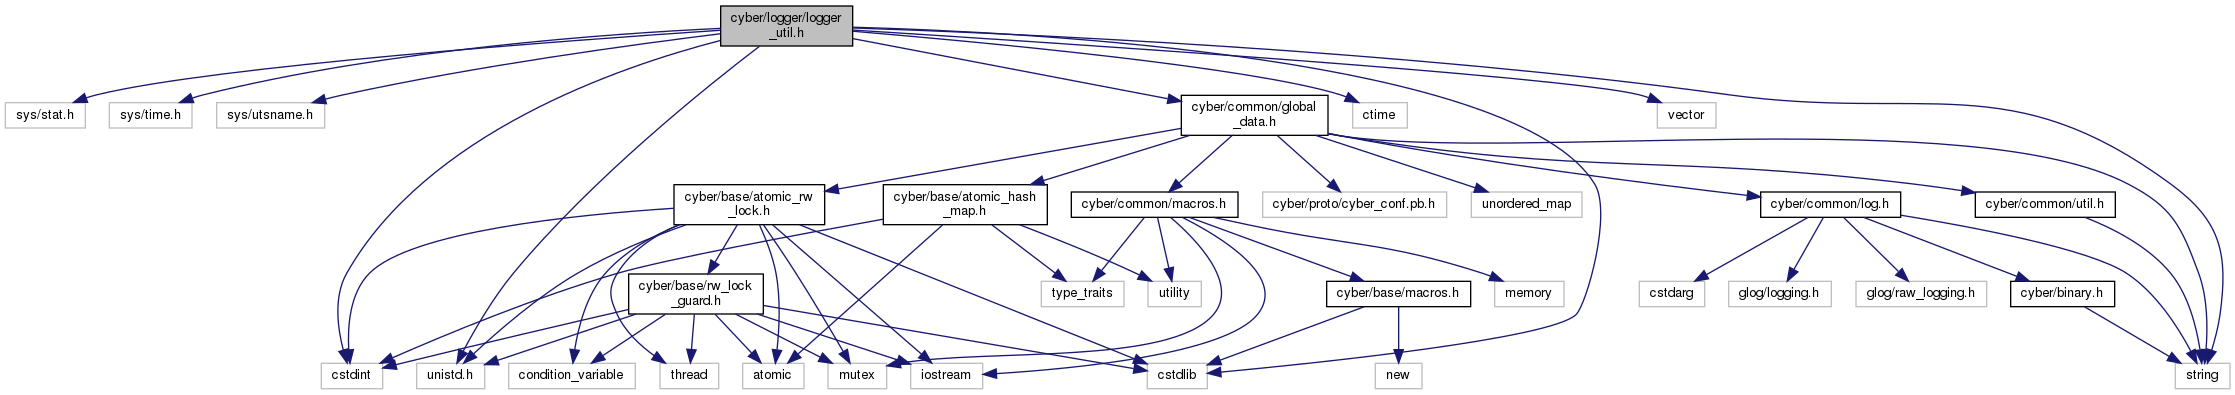 cyber/logger/logger
_util.h
sys/stat.h
sys/time.h
sys/utsname.h
cyber/common/global
_data.h
ctime
vector
cyber/base/atomic_rw
_lock.h
cyber/base/atomic_hash
_map.h
cyber/common/macros.h
cyber/proto/cyber_conf.pb.h
unordered_map
cyber/common/log.h
cyber/common/util.h
cyber/base/rw_lock
_guard.h
type_traits
utility
cyber/base/macros.h
memory
cstdarg
glog/logging.h
glog/raw_logging.h
cyber/binary.h
cstdint
unistd.h
condition_variable
thread
atomic
mutex
iostream
cstdlib
new
string